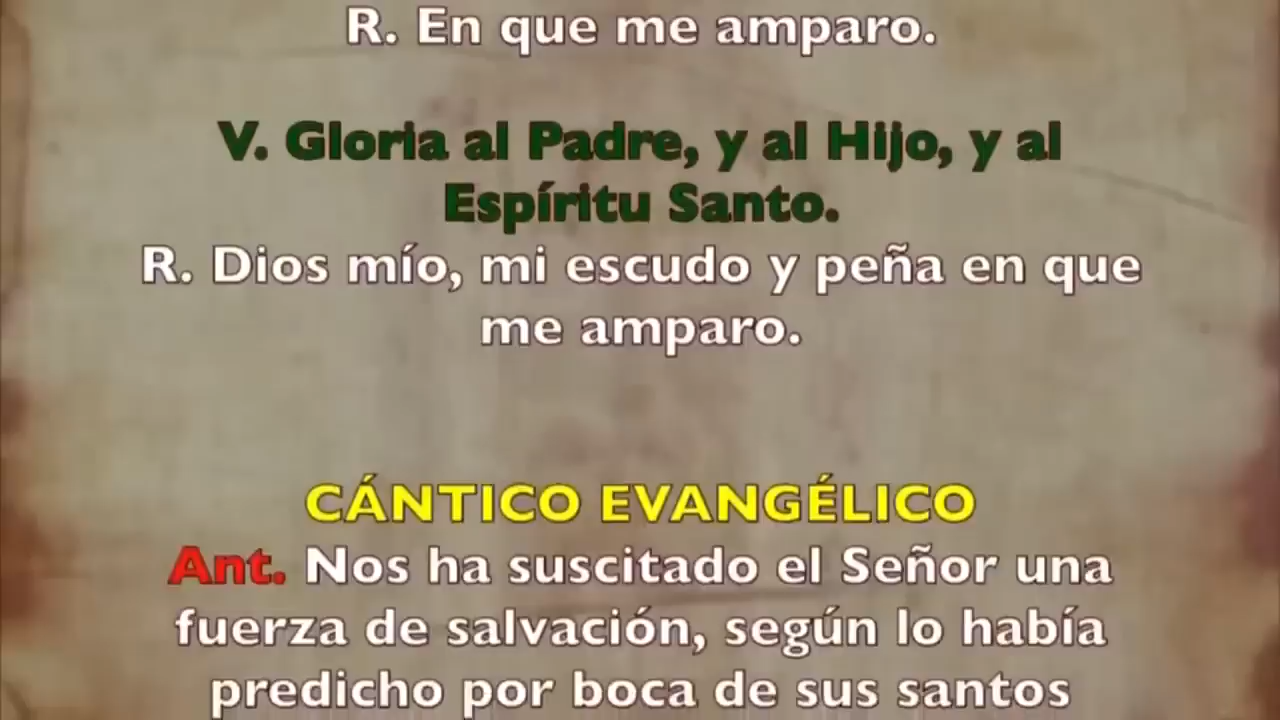 R. En que me amparo.
V. Gloria al Padre, y al Hijo, y al
Espíritu Santo.
R. Dios mío, mi escudo y peña en que
me amparo.
CÁNTICO EVANGÉLICO
Ant. Nos ha suscitado el Señor una
fuerza de salvación, según lo había
predicho por boca de sus santos